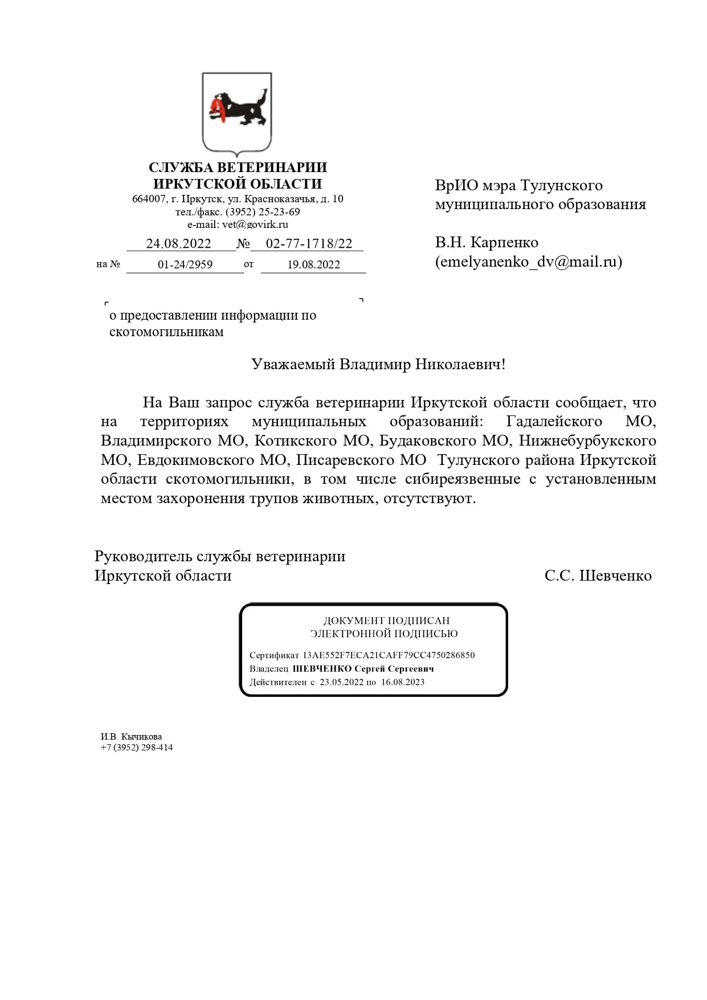 СЛУЖБА ВЕТЕРИНАРИИ
ИРКУТСКОЙ ОБЛАСТИ
664007, г. Иркутск, ул. Красноказачья, д. 10
тел./факс. (3952) 25-23-69
e-mail: vet@govirk.ru
24.08.2022 № 02-77-1718/22
на № 01-24/2959 от 19.08.2022
ВрИО мэра Тулунского
муниципального образования
В.Н. Карпенко
(emelyanenko_dv@mail.ru)
о предоставлении информации по
скотомогильникам
Уважаемый Владимир Николаевич!
На Ваш запрос служба ветеринарии Иркутской области сообщает, что
на территориях муниципальных образований: Гадалейского МО,
Владимирского МО, Котикского МО, Будаковского МО, Нижнебурбукского
МО, Евдокимовского МО, Писаревского МО Тулунского района Иркутской
области скотомогильники, в том числе сибиреязвенные с установленным
местом захоронения трупов животных, отсутствуют.
Руководитель службы ветеринарии
Иркутской области С.С. Шевченко
ДОКУМЕНТ ПОДПИСАН
ЭЛЕКТРОННОЙ ПОДПИСЬЮ
Сертификат 13AE552F7ECA21CAFF79CC4750286850
Владелец ШЕВЧЕНКО Сергей Сергеевич
Действителен с 23.05.2022 по 16.08.2023
И.В. Кычикова
+7 (3952) 298-414